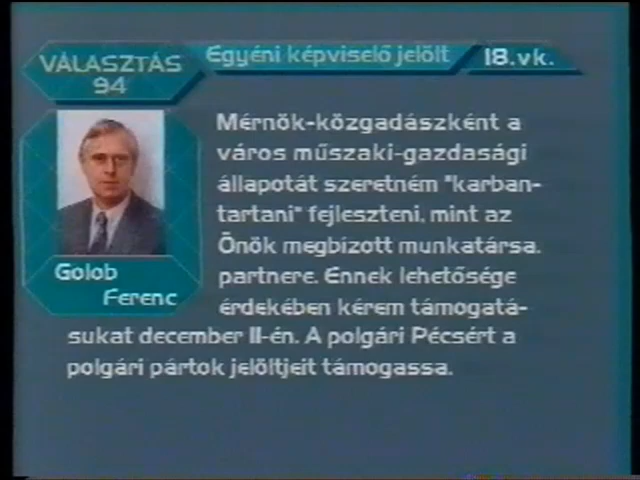 VÁLASZTÁS
94
Egyéni képviselő jelölt
18.vk.
Golob
Ferenc
Mérnök-közgadászként a
város műszaki-gazdasági
állapotát szeretném "karban-
tartani" fejleszteni, mint az
Önök megbízott munkatársa,
partnere. Ennek lehetősége
érdekében kérem támogatá-
sukat december 11-én. A polgári Pécsért a
polgári pártok jelöltjeit támogassa.